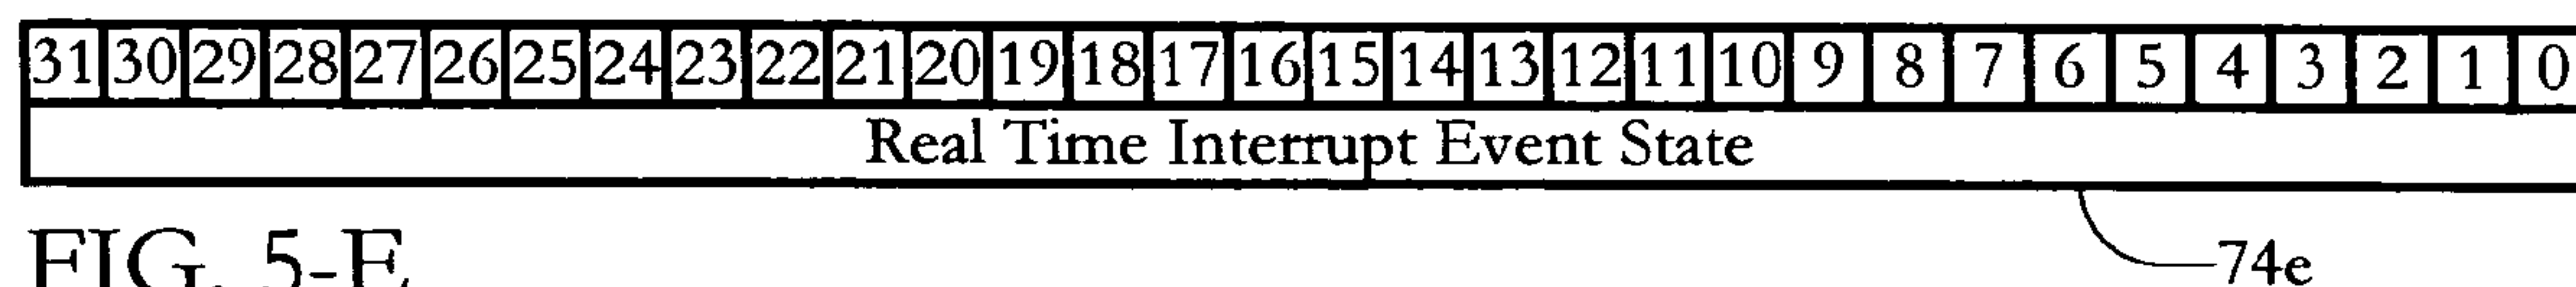 31 30 29 28 27 26 25 24 23 22 21 20 19 18 17 16 15 14 13 12 11 10 9 8 7 6 5 4 3 2 1 0
Real Time Interrupt Event State
74e
FIG. 5-E